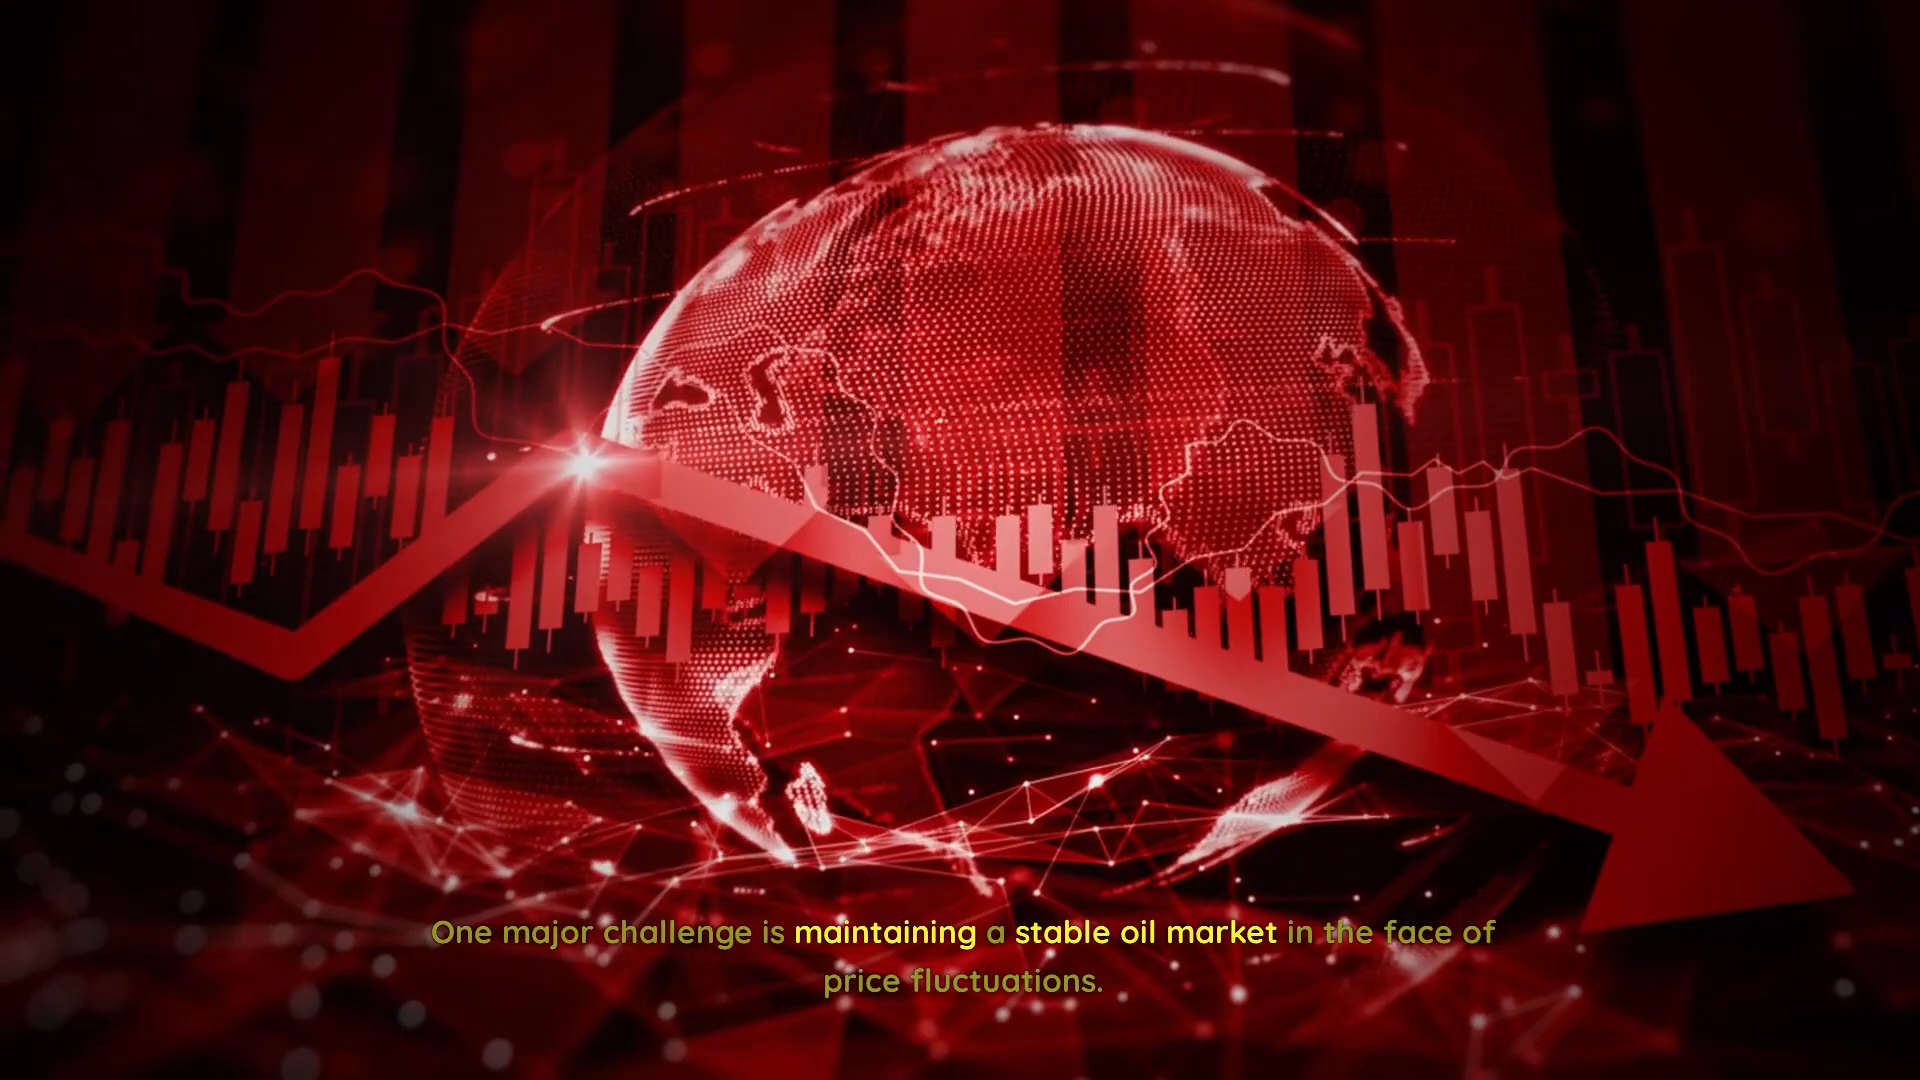 One major challenge is maintaining a stable oil market in the face of
price fluctuations.